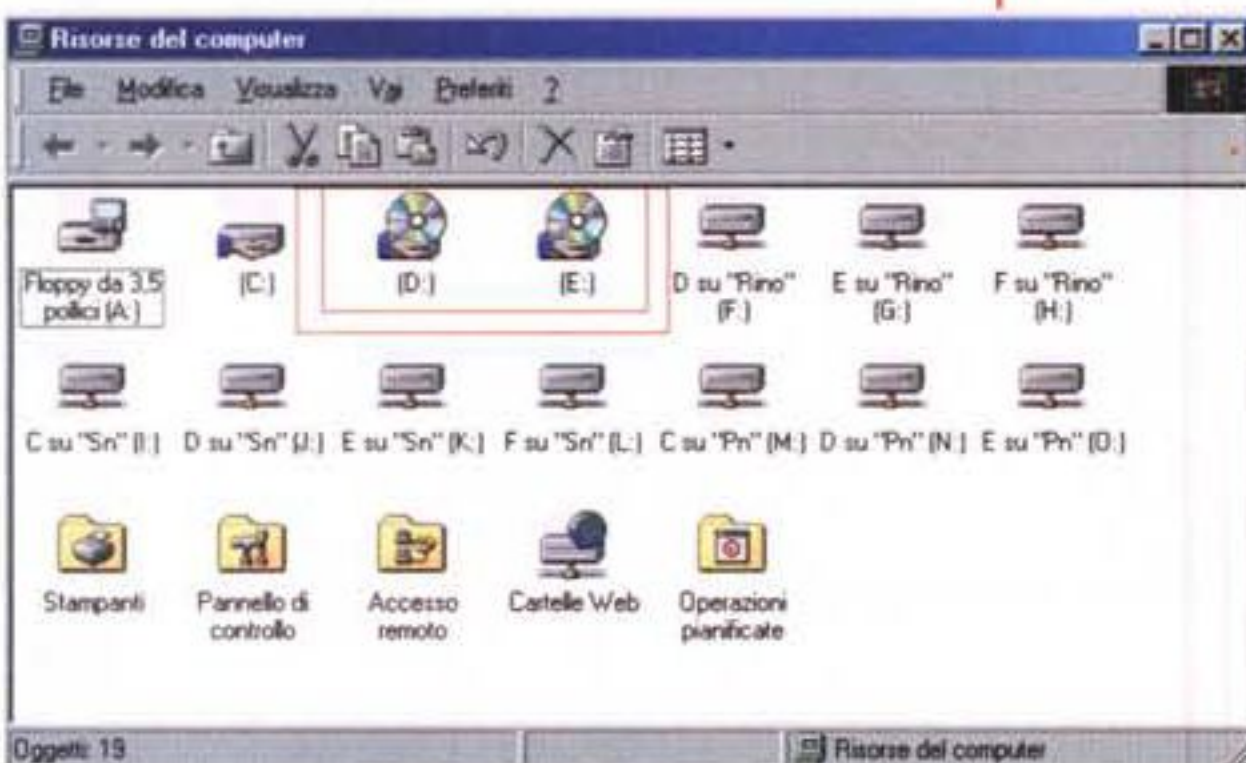 Risorse del computer
File Modifica Visualizza Vai Preferiti ?
Floppy da 3,5 pollici (A:)
(C:)
(D:)
(E:)
D su "Rino" (F:)
E su "Rino" (G:)
F su "Rino" (H:)
C su "Sn" (I:)
D su "Sn" (J:)
E su "Sn" (K:)
F su "Sn" (L:)
C su "Pn" (M:)
D su "Pn" (N:)
E su "Pn" (O:)
Stampanti
Pannello di controllo
Accesso remoto
Cartelle Web
Operazioni pianificate
Oggetti: 19
Risorse del computer